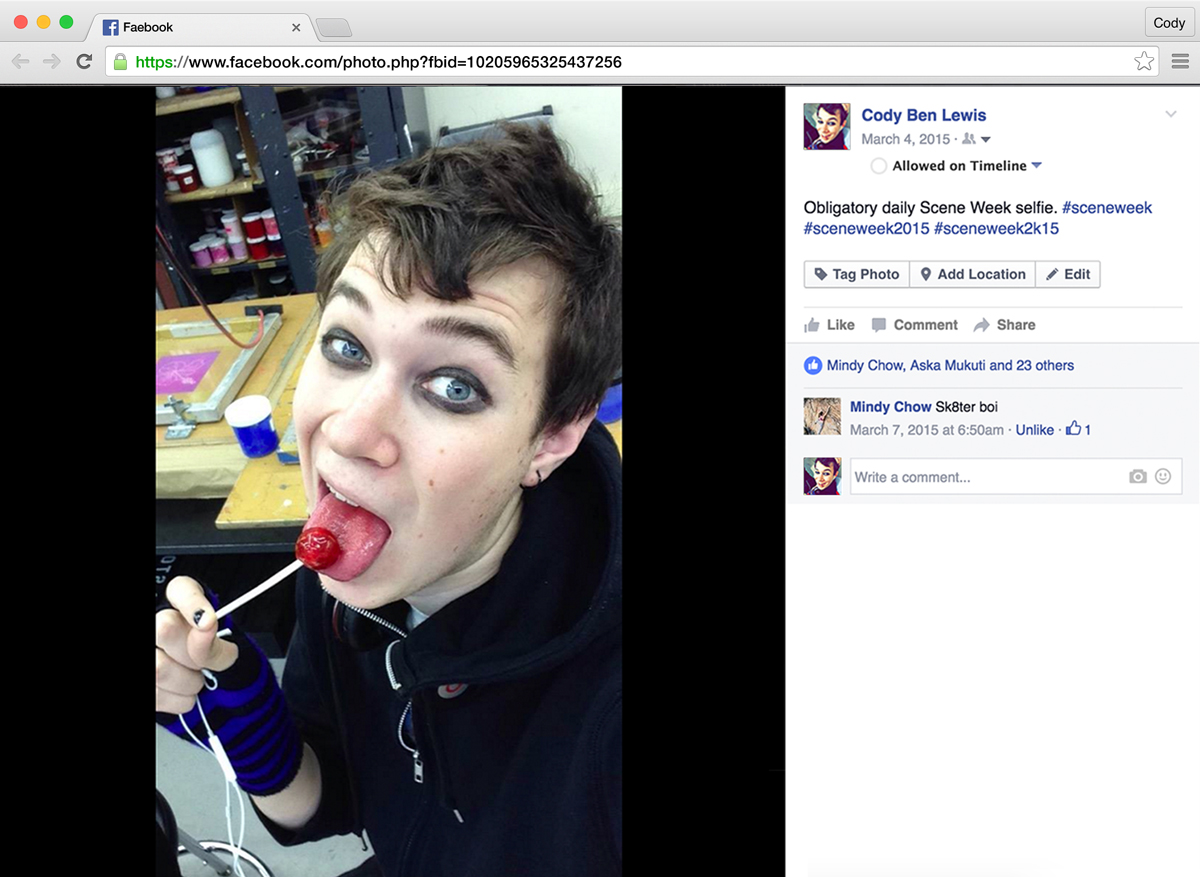 Faebook
Cody
https://www.facebook.com/photo.php?fbid=10205965325437256
Cody Ben Lewis
March 4, 2015 ·
Allowed on Timeline
Obligatory daily Scene Week selfie. #sceneweek
#sceneweek2015 #sceneweek2k15
Tag Photo Add Location Edit
Like Comment Share
Mindy Chow, Aska Mukuti and 23 others
Mindy Chow Sk8ter boi
March 7, 2015 at 6:50am · Unlike · 1
Write a comment...